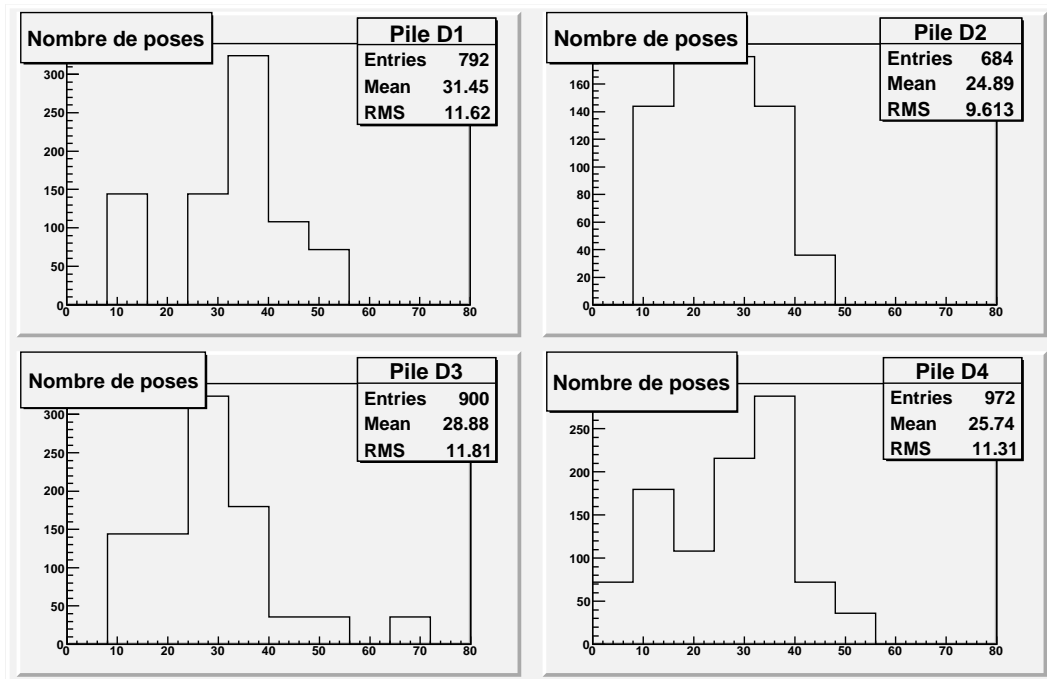 Nombre de poses
Pile D1
Entries 792
Mean 31.45
RMS 11.62
300
250
200
150
100
50
0
0 10 20 30 40 50 60 70 80
Nombre de poses
Pile D2
Entries 684
Mean 24.89
RMS 9.613
160
140
120
100
80
60
40
20
0
0 10 20 30 40 50 60 70 80
Nombre de poses
Pile D3
Entries 900
Mean 28.88
RMS 11.81
300
250
200
150
100
50
0
0 10 20 30 40 50 60 70 80
Nombre de poses
Pile D4
Entries 972
Mean 25.74
RMS 11.31
250
200
150
100
50
0
0 10 20 30 40 50 60 70 80